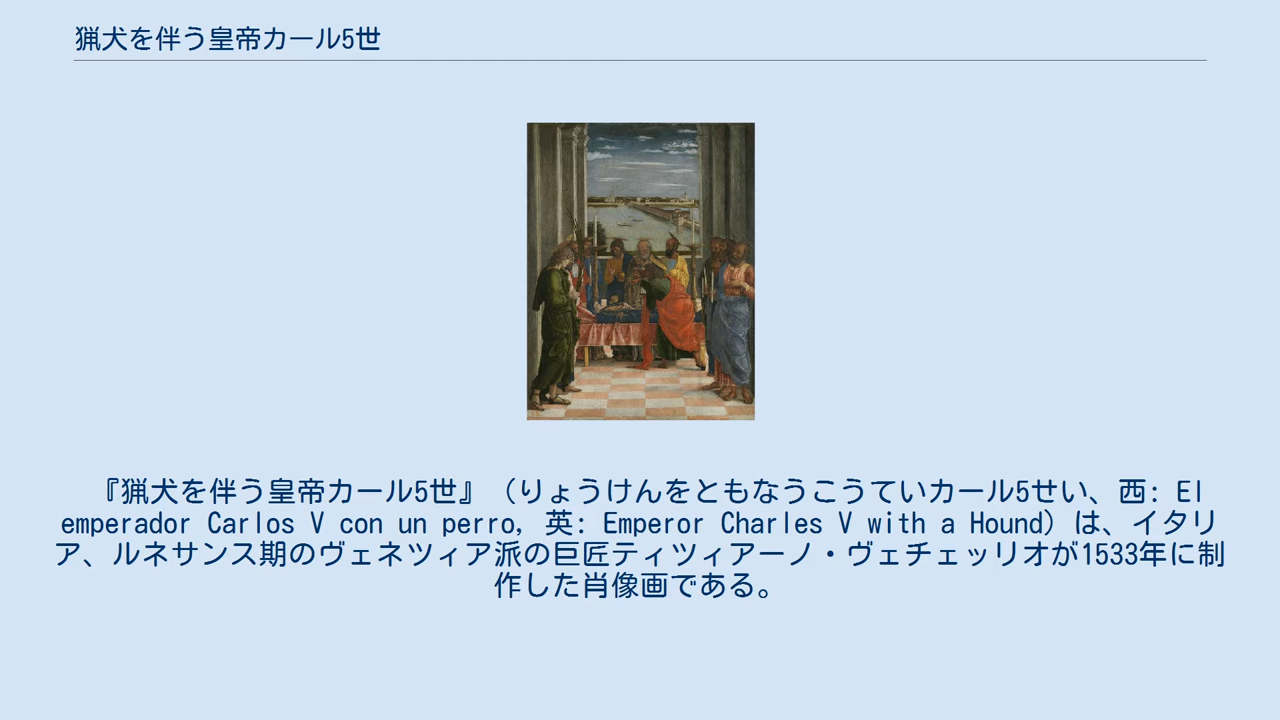 猟犬を伴う皇帝カール5世
『猟犬を伴う皇帝カール5世』（りょうけんをともなうこうていカール5せい、西: El
emperador Carlos V con un perro, 英: Emperor Charles V with a Hound）は、イタリ
ア、ルネサンス期のヴェネツィア派の巨匠ティツィアーノ・ヴェチェッリオが1533年に制
作した肖像画である。